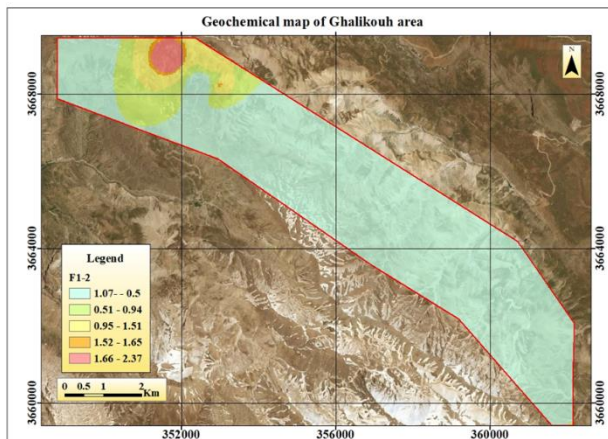 Geochemical map of Ghalikouh area
N
3668000
3668000
3664000
3664000
3660000
3660000
Legend
F1-2
1.07- - 0.5
0.51 - 0.94
0.95 - 1.51
1.52 - 1.65
1.66 - 2.37
0 0.5 1 2
Km
352000
356000
360000